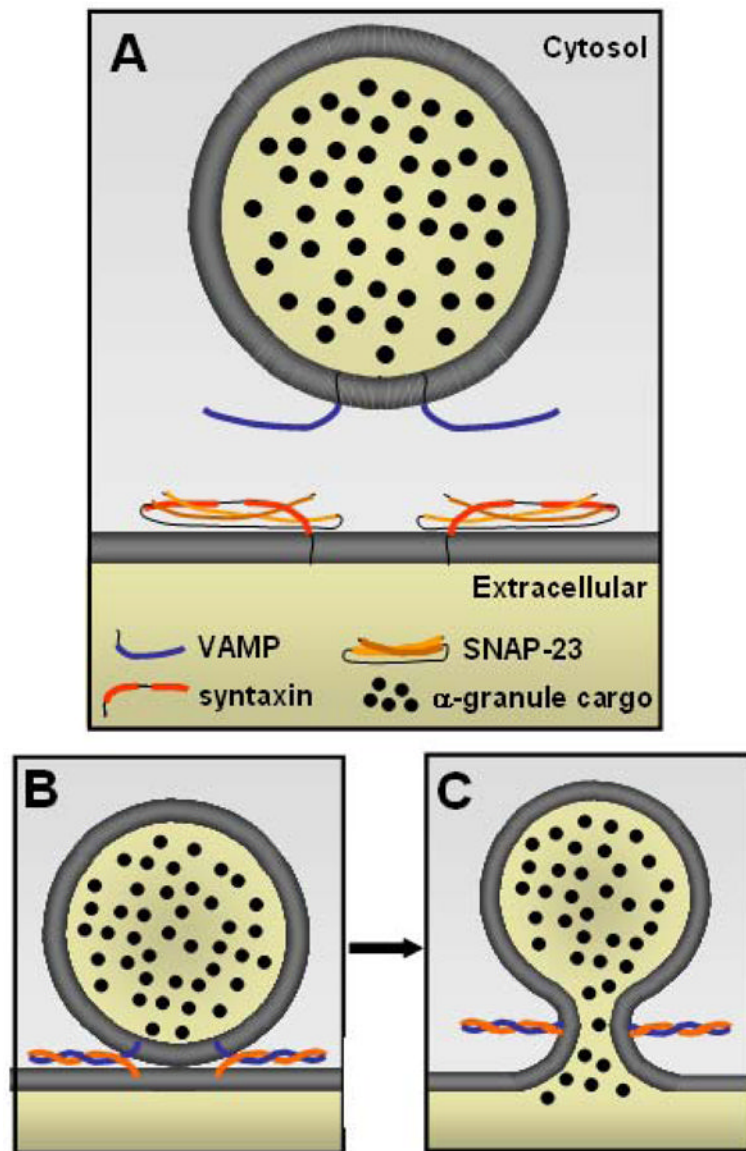 A
Cytosol
Extracellular
VAMP SNAP-23
syntaxin α-granule cargo
B C